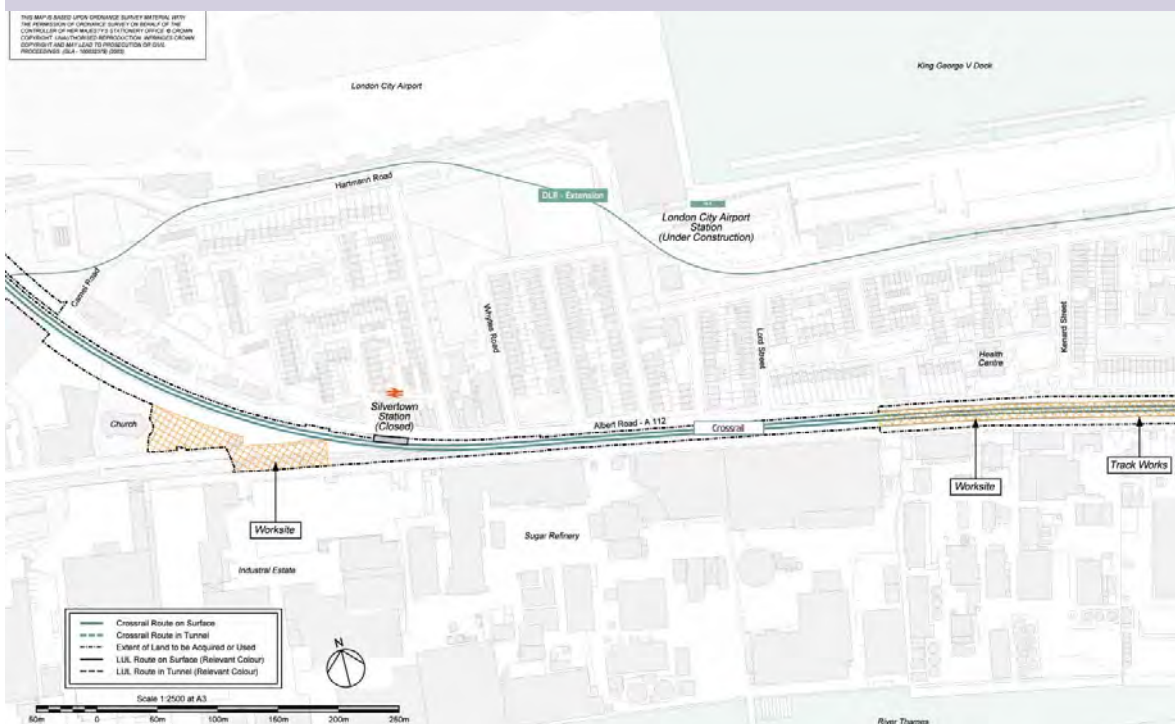 THIS MAP IS BASED UPON ORDNANCE SURVEY MATERIAL WITH
THE PERMISSION OF ORDNANCE SURVEY ON BEHALF OF THE
CONTROLLER OF HER MAJESTY'S STATIONERY OFFICE © CROWN
COPYRIGHT. UNAUTHORISED REPRODUCTION INFRINGES CROWN
COPYRIGHT AND MAY LEAD TO PROSECUTION OR CIVIL
PROCEEDINGS.
King George V Dock
London City Airport
Hartmann Road
DLR - Extension
London City Airport
Station
(Under Construction)
Camel Road
Whytes Road
Lord Street
Kenard Street
Health
Centre
Silvertown
Station
(Closed)
Church
Albert Road - A 112
Crossrail
Worksite
Worksite
Track Works
Sugar Refinery
Industrial Estate
Crossrail Route on Surface
Crossrail Route in Tunnel
Extent of Land to be Acquired or Used
LUL Route on Surface (Relevant Colour)
LUL Route in Tunnel (Relevant Colour)
N
Scale 1:2500 at A3
50m 0 50m 100m 150m 200m 250m
River Thames